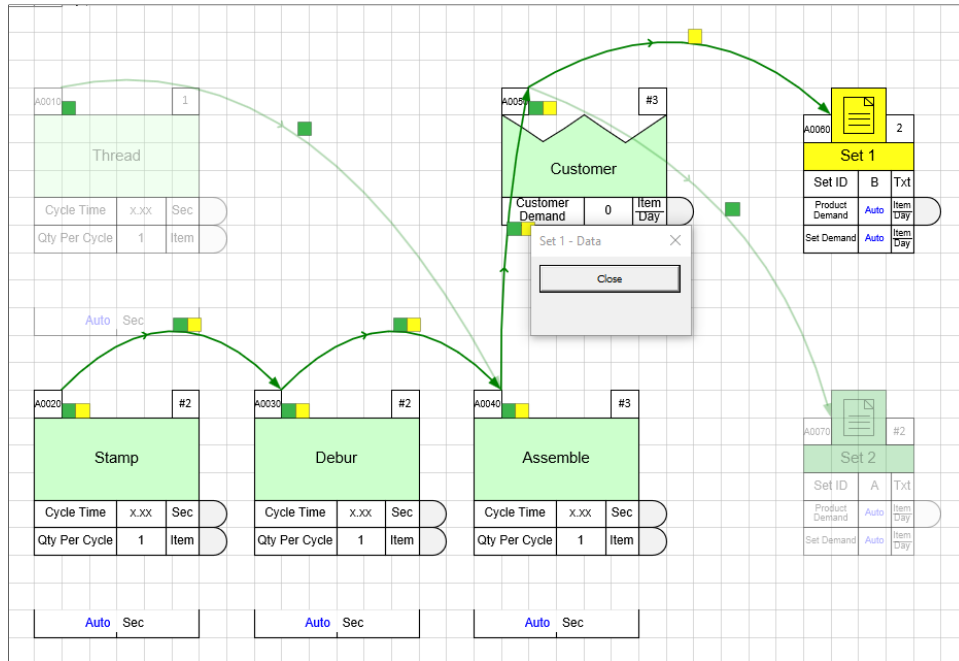 A0010
1
Thread
Cycle Time x.xx Sec
Qty Per Cycle 1 Item
Auto Sec
#3
Customer
Customer
Demand 0 Item
Day
A0060
2
Set 1
Set ID B Txt
Product
Demand Auto Item
Day
Set Demand Auto Item
Day
Set 1 - Data
Close
A0020
#2
Stamp
Cycle Time x.xx Sec
Qty Per Cycle 1 Item
Auto Sec
A0030
#2
Debur
Cycle Time x.xx Sec
Qty Per Cycle 1 Item
Auto Sec
A0040
#3
Assemble
Cycle Time x.xx Sec
Qty Per Cycle 1 Item
Auto Sec
A0070
#2
Set 2
Set ID A Txt
Product
Demand Auto Item
Day
Set Demand Auto Item
Day